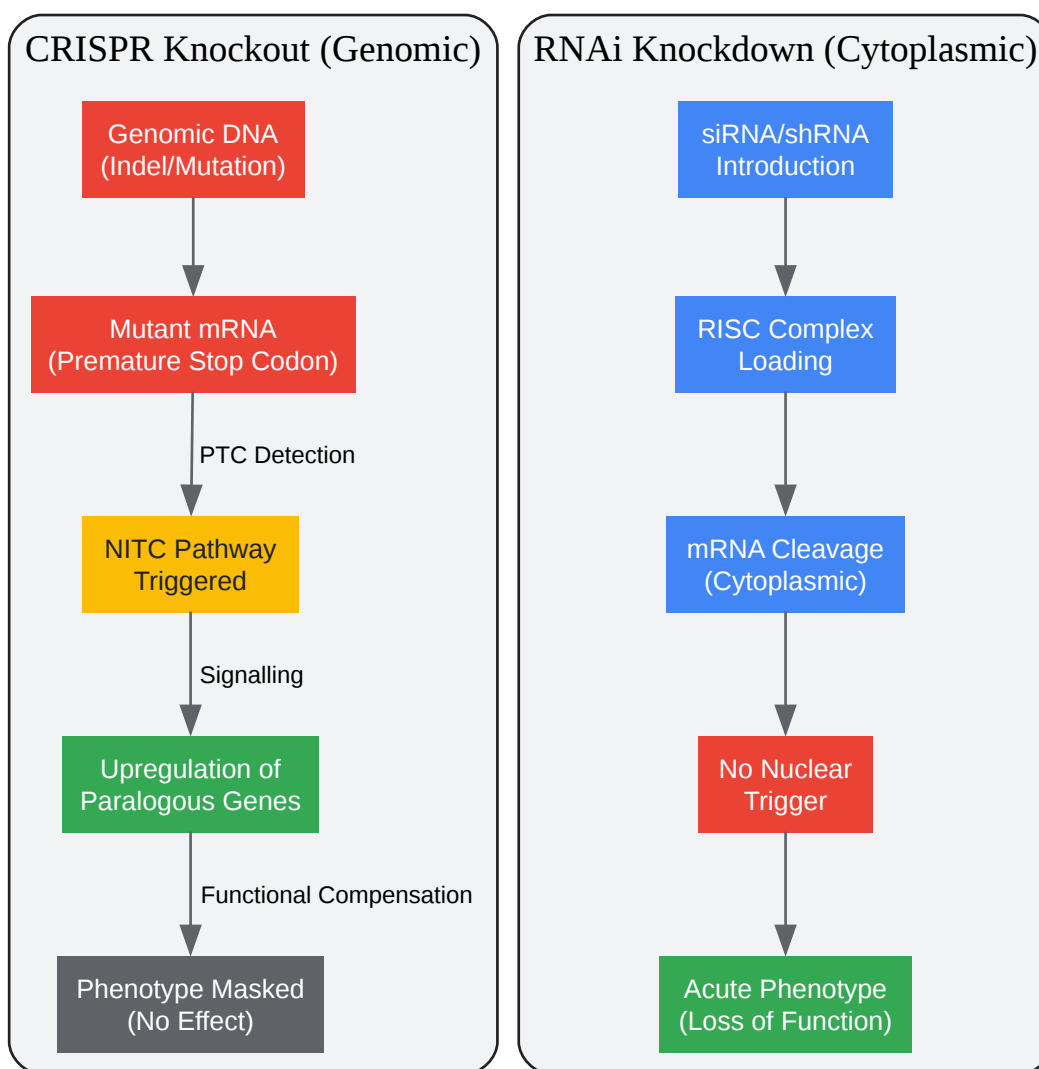 CRISPR Knockout (Genomic)
Genomic DNA
(Indel/Mutation)
Mutant mRNA
(Premature Stop Codon)
PTC Detection
NITC Pathway
Triggered
Signalling
Upregulation of
Paralogous Genes
Functional Compensation
Phenotype Masked
(No Effect)
RNAi Knockdown (Cytoplasmic)
siRNA/shRNA
Introduction
RISC Complex
Loading
mRNA Cleavage
(Cytoplasmic)
No Nuclear
Trigger
Acute Phenotype
(Loss of Function)